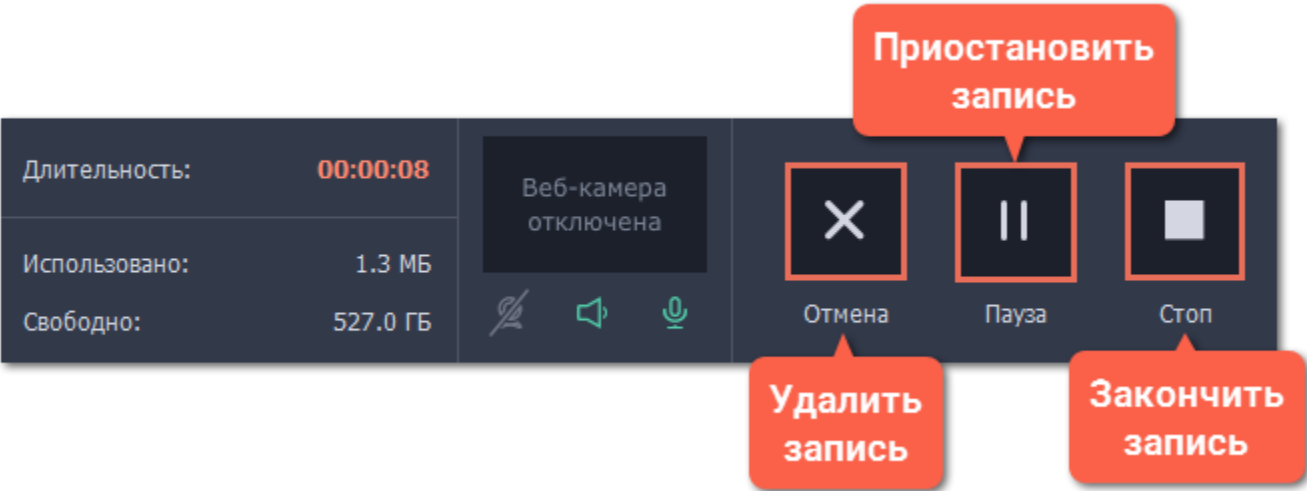 Приостановить
запись
Длительность: 00:00:08
Веб-камера
отключена
Использовано: 1.3 МБ
Свободно: 527.0 ГБ
Отмена
Пауза
Стоп
Удалить
запись
Закончить
запись